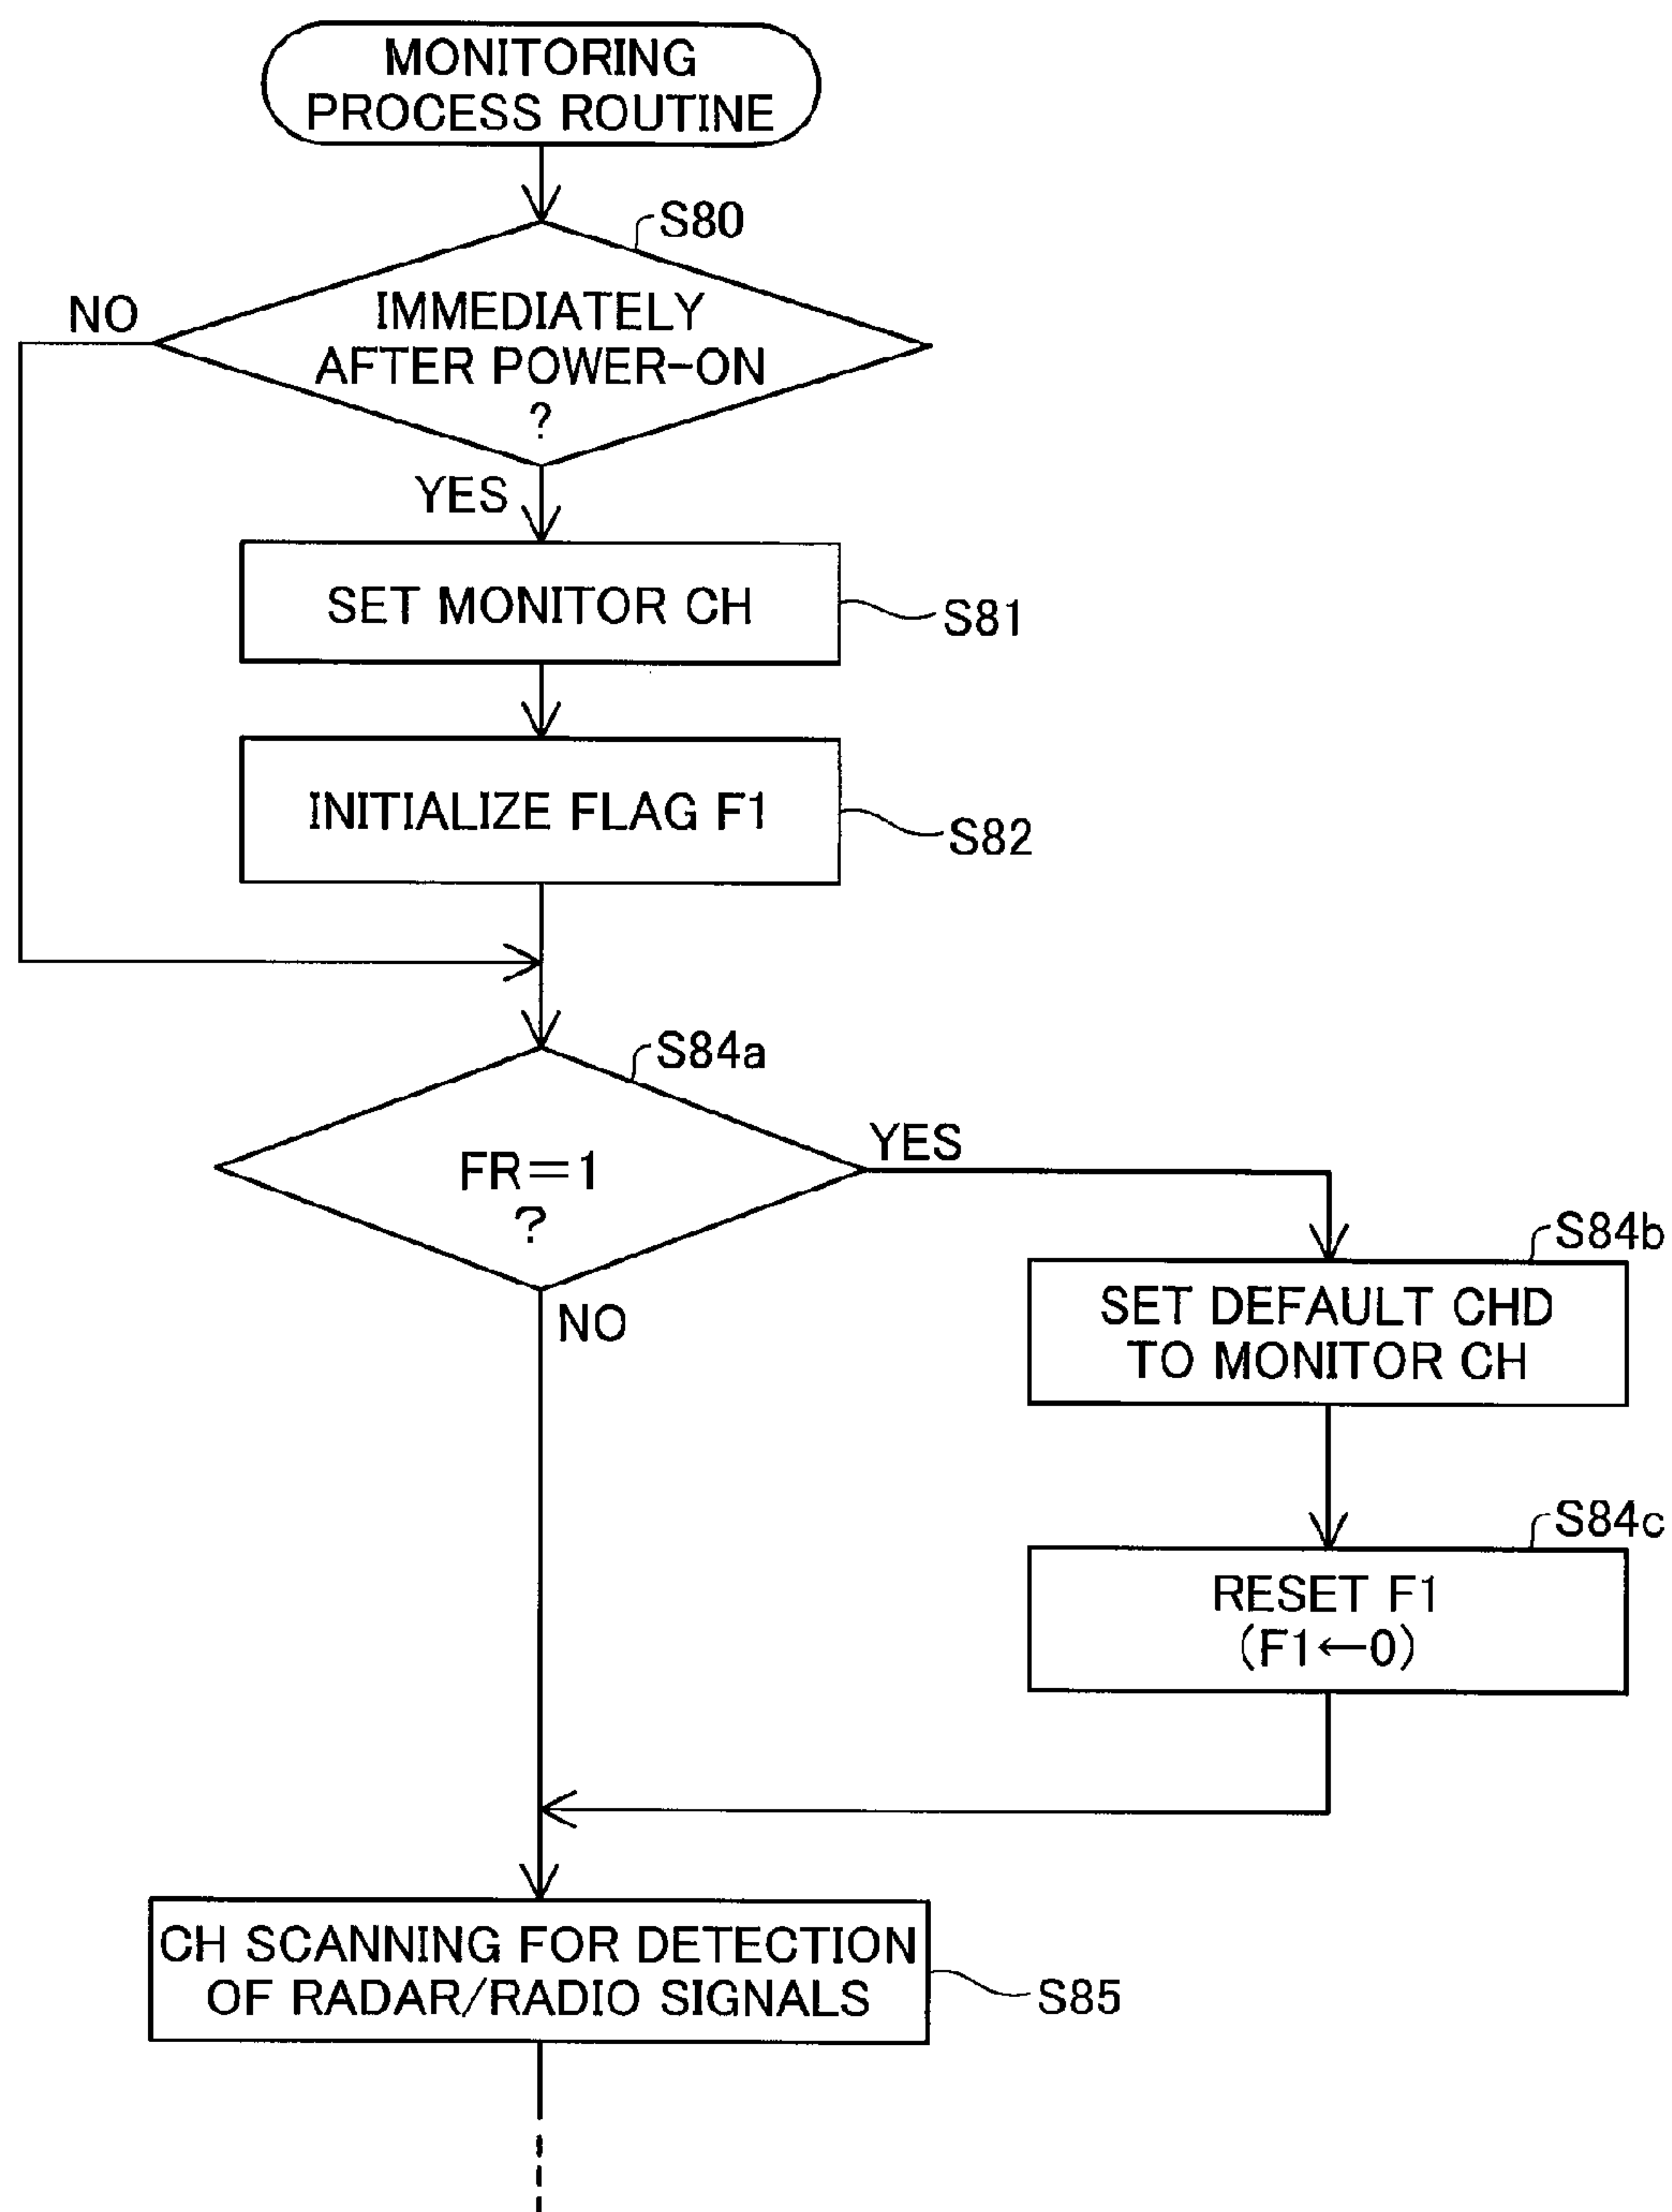 MONITORING
PROCESS ROUTINE
S80
NO
IMMEDIATELY
AFTER POWER-ON
?
YES
SET MONITOR CH
S81
INITIALIZE FLAG F1
S82
S84a
YES
FR=1
?
NO
S84b
SET DEFAULT CHD
TO MONITOR CH
S84c
RESET F1
(F1←0)
CH SCANNING FOR DETECTION
OF RADAR/RADIO SIGNALS
S85